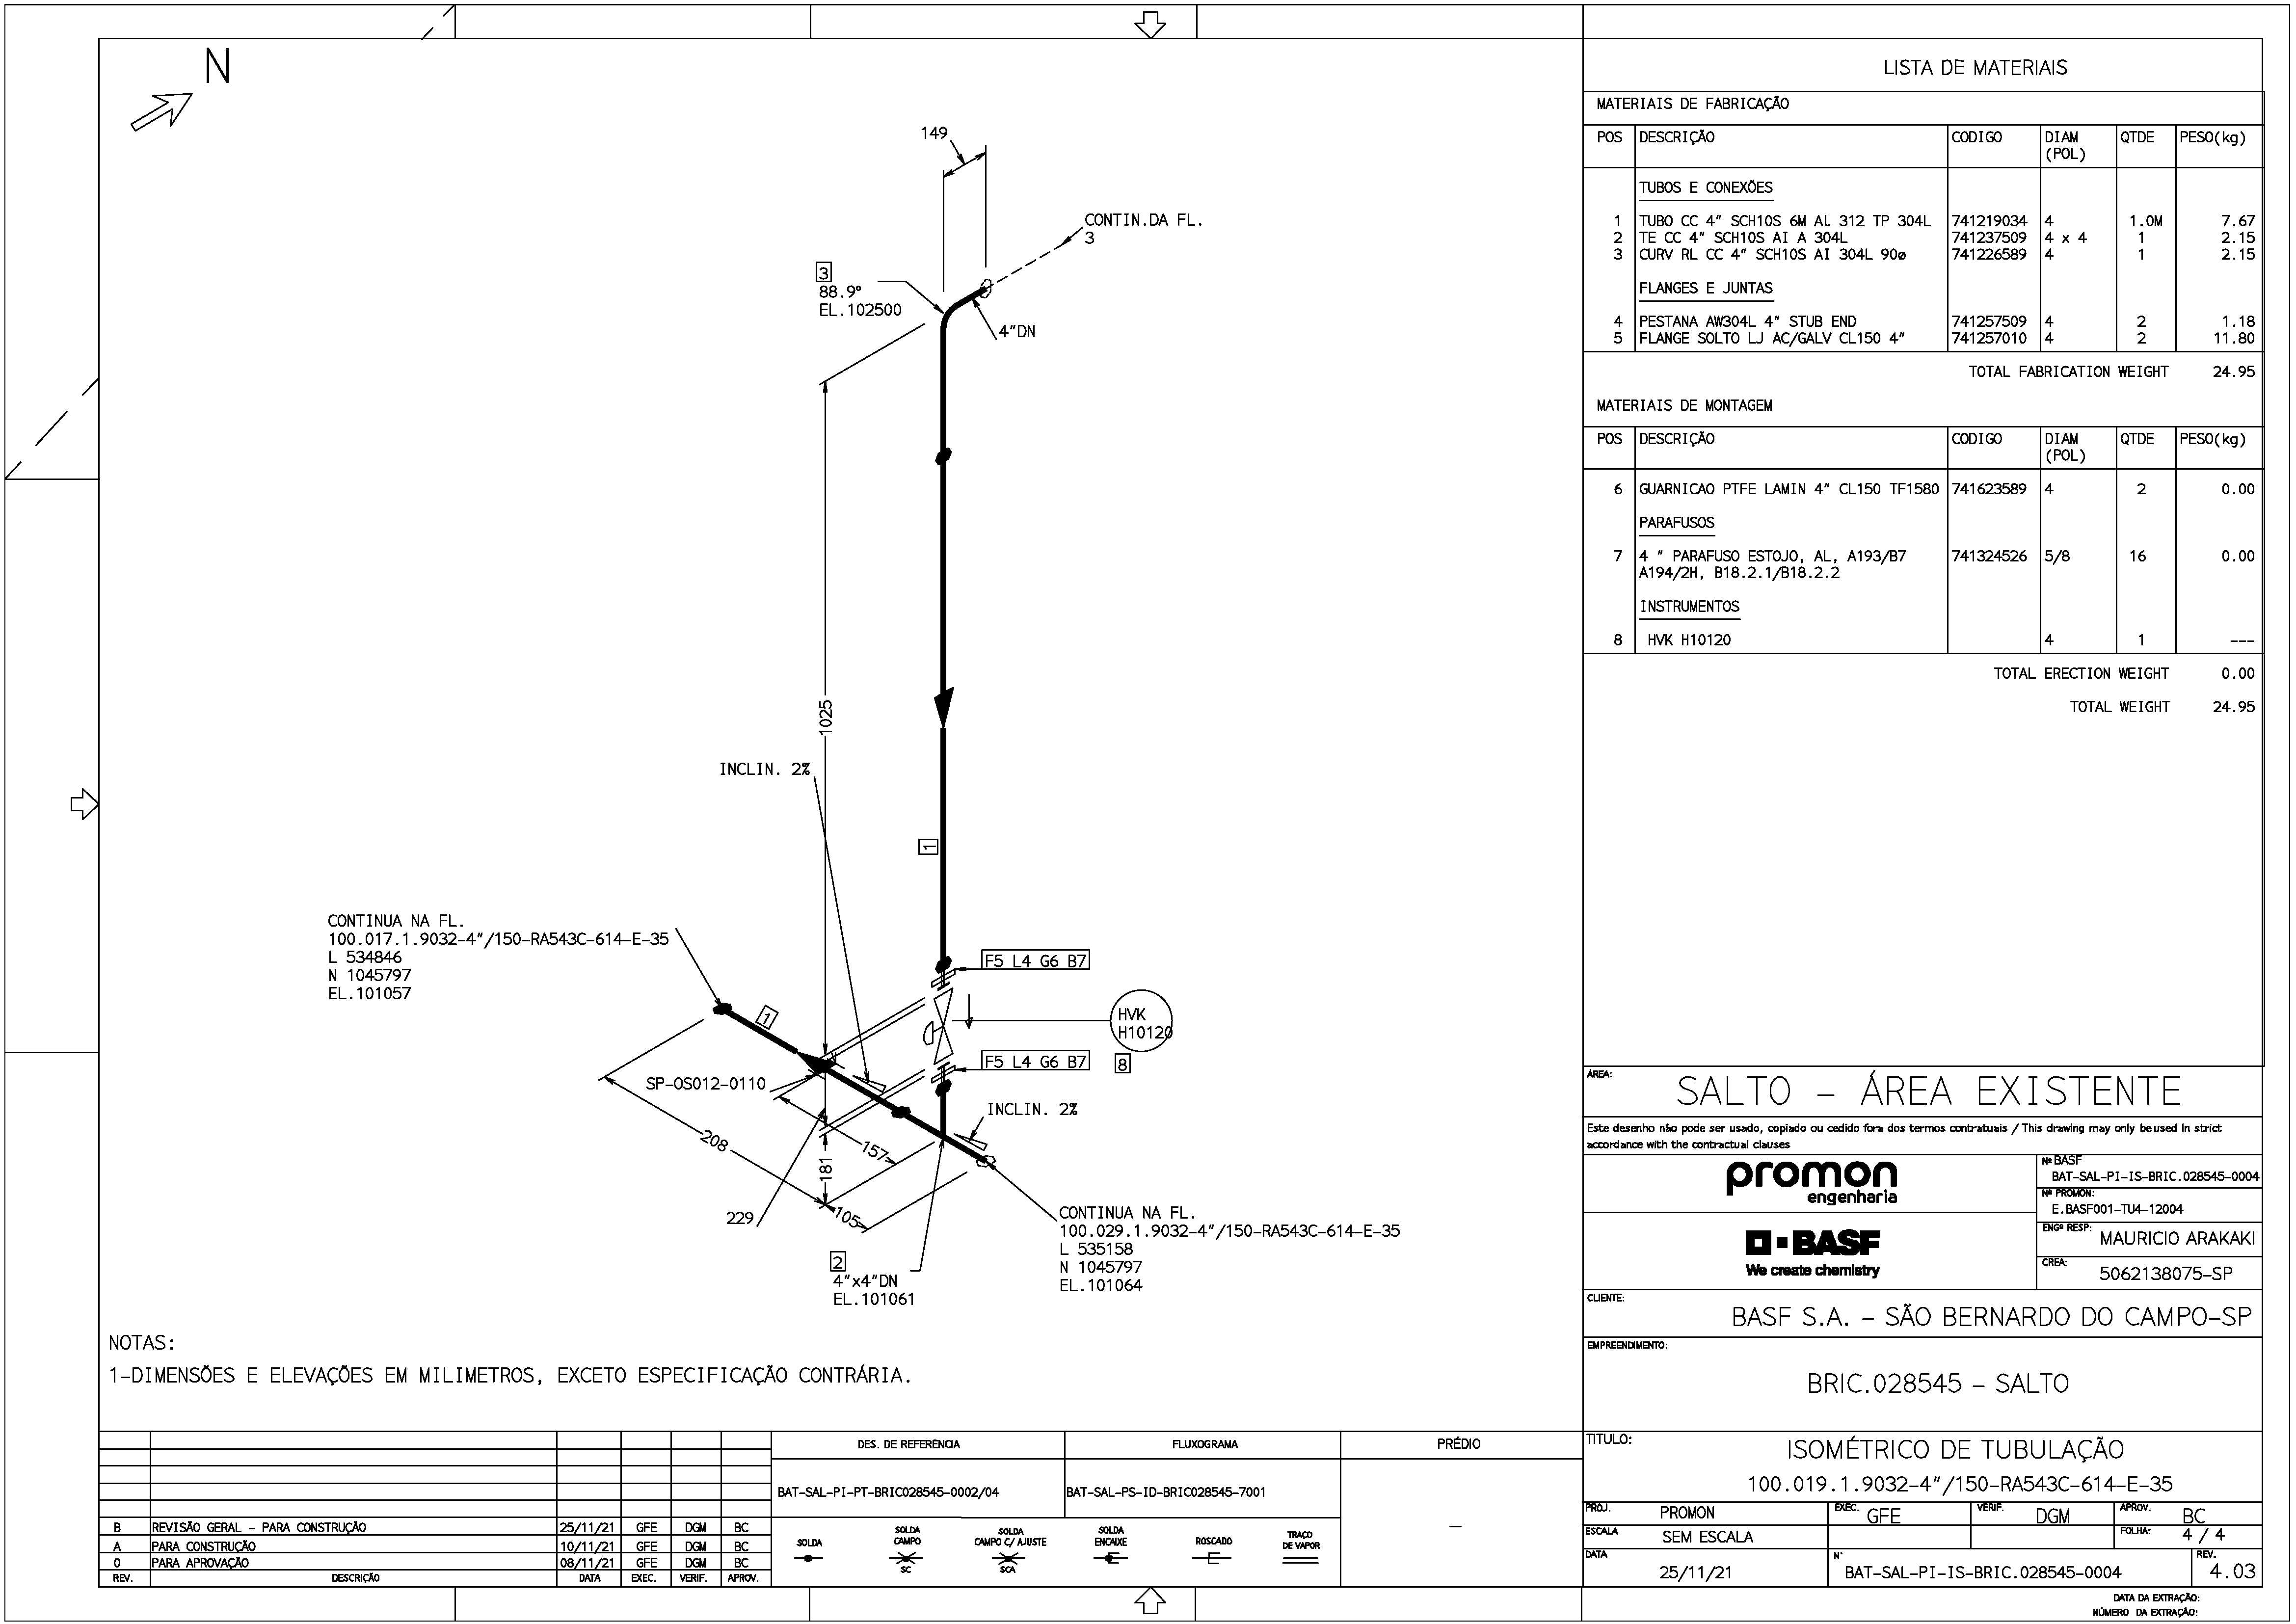 N
149
CONTIN.DA FL.
3
3
88.9°
EL.102500
4"DN
1025
INCLIN. 2%
1
CONTINUA NA FL.
100.017.1.9032-4"/150-RA543C-614-E-35
L 534846
N 1045797
EL.101057
1
F5 L4 G6 B7
HVK
H10120
F5 L4 G6 B7
8
SP-OS012-0110
INCLIN. 2%
208
157
181
229
105
2
4"x4"DN
EL.101061
CONTINUA NA FL.
100.029.1.9032-4"/150-RA543C-614-E-35
L 535158
N 1045797
EL.101064
NOTAS:
1-DIMENSÕES E ELEVAÇÕES EM MILIMETROS, EXCETO ESPECIFICAÇÃO CONTRÁRIA.
LISTA DE MATERIAIS
MATERIAIS DE FABRICAÇÃO
POS DESCRIÇÃO CODIGO DIAM (POL) QTDE PESO(kg)
TUBOS E CONEXÕES
1 TUBO CC 4" SCH10S 6M Al 312 TP 304L 741219034 4 1.0M 7.67
2 TE CC 4" SCH10S AI A 304L 741237509 4 x 4 1 2.15
3 CURV RL CC 4" SCH10S AI 304L 90ø 741226589 4 1 2.15
FLANGES E JUNTAS
4 PESTANA AW304L 4" STUB END 741257509 4 2 1.18
5 FLANGE SOLTO LJ AC/GALV CL150 4" 741257010 4 2 11.80
TOTAL FABRICATION WEIGHT 24.95
MATERIAIS DE MONTAGEM
POS DESCRIÇÃO CODIGO DIAM (POL) QTDE PESO(kg)
6 GUARNICAO PTFE LAMIN 4" CL150 TF1580 741623589 4 2 0.00
PARAFUSOS
7 4 " PARAFUSO ESTOJO, AL, A193/B7 741324526 5/8 16 0.00
A194/2H, B18.2.1/B18.2.2
INSTRUMENTOS
8 HVK H10120 4 1 ---
TOTAL ERECTION WEIGHT 0.00
TOTAL WEIGHT 24.95
ÁREA:
SALTO - ÁREA EXISTENTE
Este desenho não pode ser usado, copiado ou cedido fora dos termos contratuais / This drawing may only be used in strict
accordance with the contractual clauses
promon
engenharia
Nº BASF
BAT-SAL-PI-IS-BRIC.028545-0004
Nº PROMON:
E.BASF001-TU4-12004
BASF
We create chemistry
ENGº RESP:
MAURICIO ARAKAKI
CREA:
5062138075-SP
CLIENTE:
BASF S.A. - SÃO BERNARDO DO CAMPO-SP
EMPREENDIMENTO:
BRIC.028545 - SALTO
TITULO:
ISOMÉTRICO DE TUBULAÇÃO
100.019.1.9032-4"/150-RA543C-614-E-35
PROJ. PROMON EXEC. GFE VERIF. DGM APROV. BC
ESCALA SEM ESCALA FOLHA: 4 / 4
DATA 25/11/21 N° BAT-SAL-PI-IS-BRIC.028545-0004 REV. 4.03
DATA DA EXTRAÇÃO:
NÚMERO DA EXTRAÇÃO:
B REVISÃO GERAL - PARA CONSTRUÇÃO 25/11/21 GFE DGM BC
A PARA CONSTRUÇÃO 10/11/21 GFE DGM BC
0 PARA APROVAÇÃO 08/11/21 GFE DGM BC
REV. DESCRIÇÃO DATA EXEC. VERIF. APROV.
DES. DE REFERÊNCIA FLUXOGRAMA PRÉDIO
BAT-SAL-PI-PT-BRIC028545-0002/04 BAT-SAL-PS-ID-BRIC028545-7001
—
SOLDA
SOLDA CAMPO
SC
SOLDA CAMPO C/ AJUSTE
SCA
SOLDA ENCAIXE
ROSCADO
TRAÇO DE VAPOR